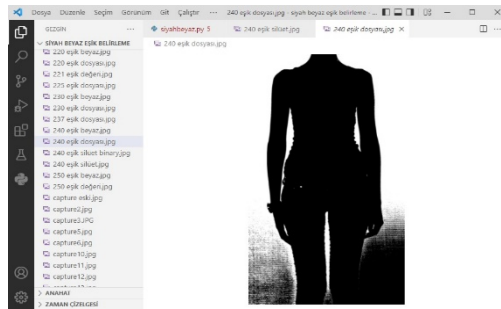 Dosya Düzenle Seçim Görünüm Git Çalıştır ... 240 eşik dosyası.jpg - siyah beyaz eşik belirleme - ...
GEZGİN ...
siyahbeyaz.py 5
240 eşik silüet.jpg
240 eşik dosyası.jpg
SİYAH BEYAZ EŞİK BELİRLEME
240 eşik dosyası.jpg
220 eşik beyaz.jpg
220 eşik dosyası.jpg
221 eşik değeri.jpg
225 eşik dosyası.jpg
230 eşik beyaz.jpg
230 eşik dosyası.jpg
237 eşik dosyası.jpg
240 eşik beyaz.jpg
240 eşik dosyası.jpg
240 eşik siluet binary.jpg
240 eşik silüet.jpg
250 eşik beyaz.jpg
250 eşik değeri.jpg
capture eski.jpg
capture2.jpg
capture3.JPG
capture5.jpg
capture6.jpg
capture10.jpg
capture11.jpg
capture12.jpg
ANAHAT
ZAMAN ÇİZELGESİ